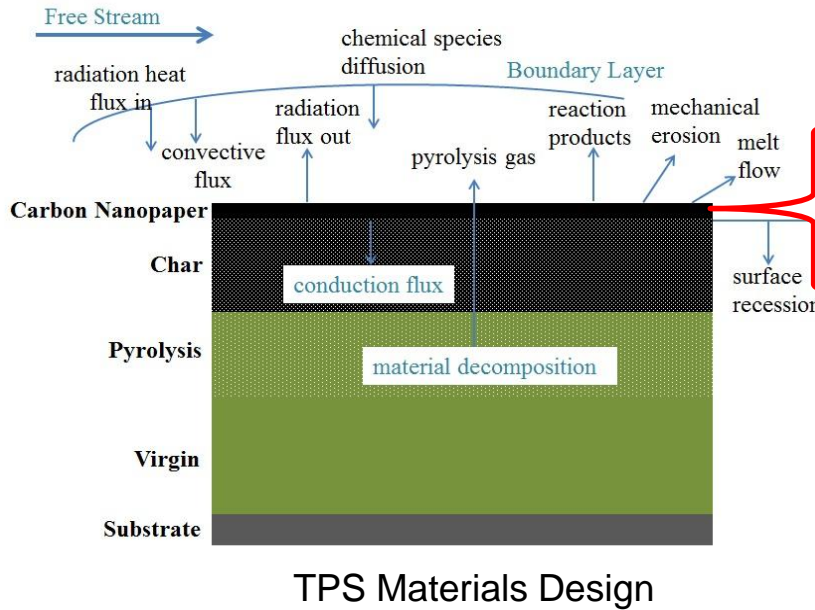 Free Stream
chemical species
diffusion
Boundary Layer
radiation heat
flux in
convective
flux
radiation
flux out
pyrolysis gas
reaction
products
mechanical
erosion
melt
flow
Carbon Nanopaper
Char
conduction flux
surface
recession
Pyrolysis
material decomposition
Virgin
Substrate
TPS Materials Design